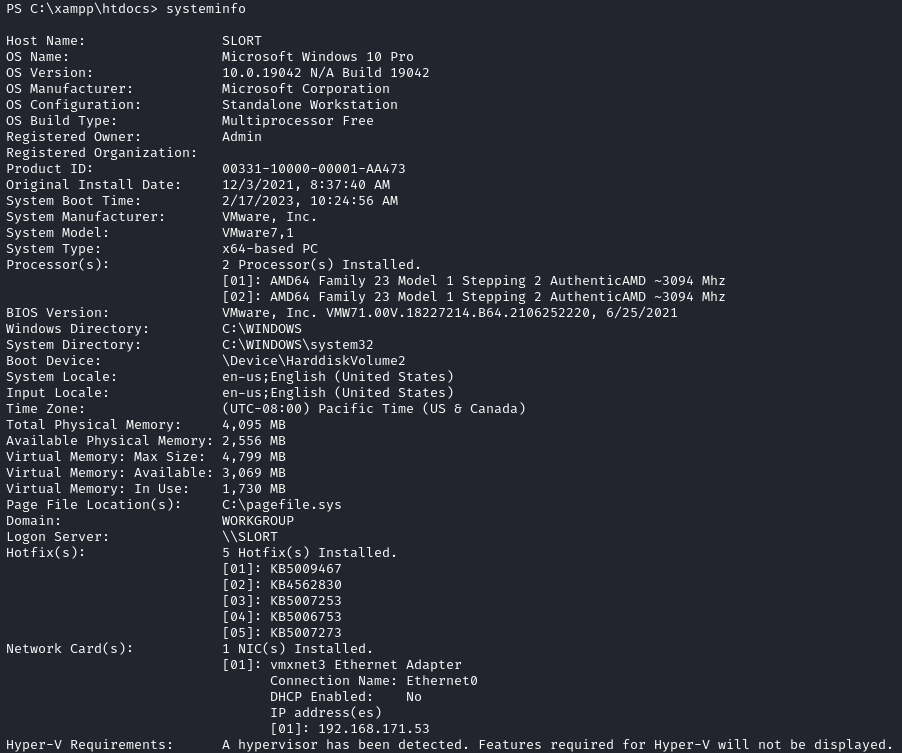 PS C:\xampp\htdocs> systeminfo
Host Name: SLORT
OS Name: Microsoft Windows 10 Pro
OS Version: 10.0.19042 N/A Build 19042
OS Manufacturer: Microsoft Corporation
OS Configuration: Standalone Workstation
OS Build Type: Multiprocessor Free
Registered Owner: Admin
Registered Organization:
Product ID: 00331-10000-00001-AA473
Original Install Date: 12/3/2021, 8:37:40 AM
System Boot Time: 2/17/2023, 10:24:56 AM
System Manufacturer: VMware, Inc.
System Model: VMware7,1
System Type: x64-based PC
Processor(s): 2 Processor(s) Installed.
[01]: AMD64 Family 23 Model 1 Stepping 2 AuthenticAMD ~3094 Mhz
[02]: AMD64 Family 23 Model 1 Stepping 2 AuthenticAMD ~3094 Mhz
BIOS Version: VMware, Inc. VMW71.00V.18227214.B64.2106252220, 6/25/2021
Windows Directory: C:\WINDOWS
System Directory: C:\WINDOWS\system32
Boot Device: \Device\HarddiskVolume2
System Locale: en-us;English (United States)
Input Locale: en-us;English (United States)
Time Zone: (UTC-08:00) Pacific Time (US & Canada)
Total Physical Memory: 4,095 MB
Available Physical Memory: 2,556 MB
Virtual Memory: Max Size: 4,799 MB
Virtual Memory: Available: 3,069 MB
Virtual Memory: In Use: 1,730 MB
Page File Location(s): C:\pagefile.sys
Domain: WORKGROUP
Logon Server: \\SLORT
Hotfix(s): 5 Hotfix(s) Installed.
[01]: KB5009467
[02]: KB4562830
[03]: KB5007253
[04]: KB5006753
[05]: KB5007273
Network Card(s): 1 NIC(s) Installed.
[01]: vmxnet3 Ethernet Adapter
Connection Name: Ethernet0
DHCP Enabled: No
IP address(es)
[01]: 192.168.171.53
Hyper-V Requirements: A hypervisor has been detected. Features required for Hyper-V will not be displayed.